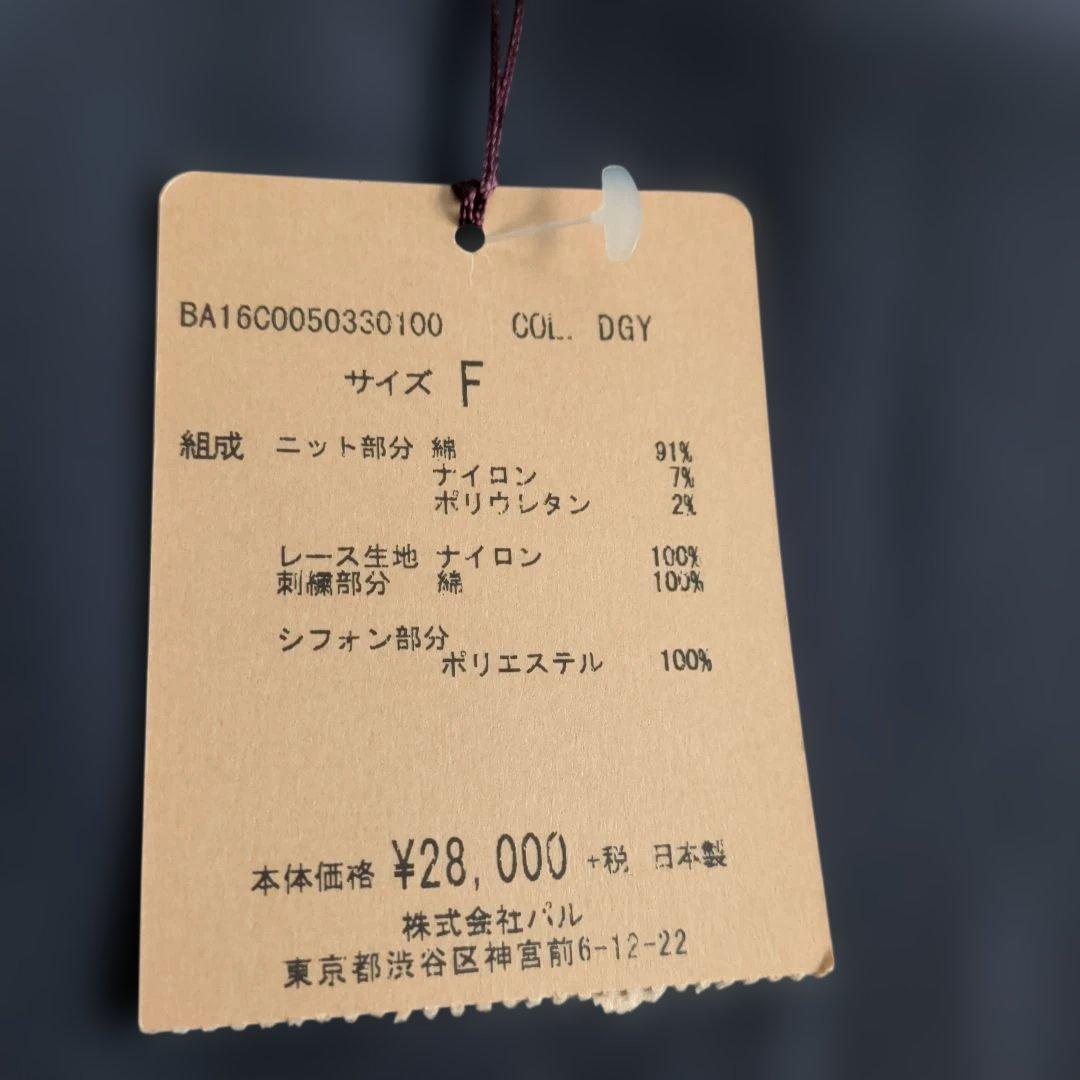 BA16C0050330100 COL. DGY
サイズ F
組成 ニット部分 綿 91%
ナイロン 7%
ポリウレタン 2%
レース生地 ナイロン 100%
刺繍部分 綿 100%
シフォン部分
ポリエステル 100%
本体価格 ¥28,000 +税 日本製
株式会社パル
東京都渋谷区神宮前6-12-22